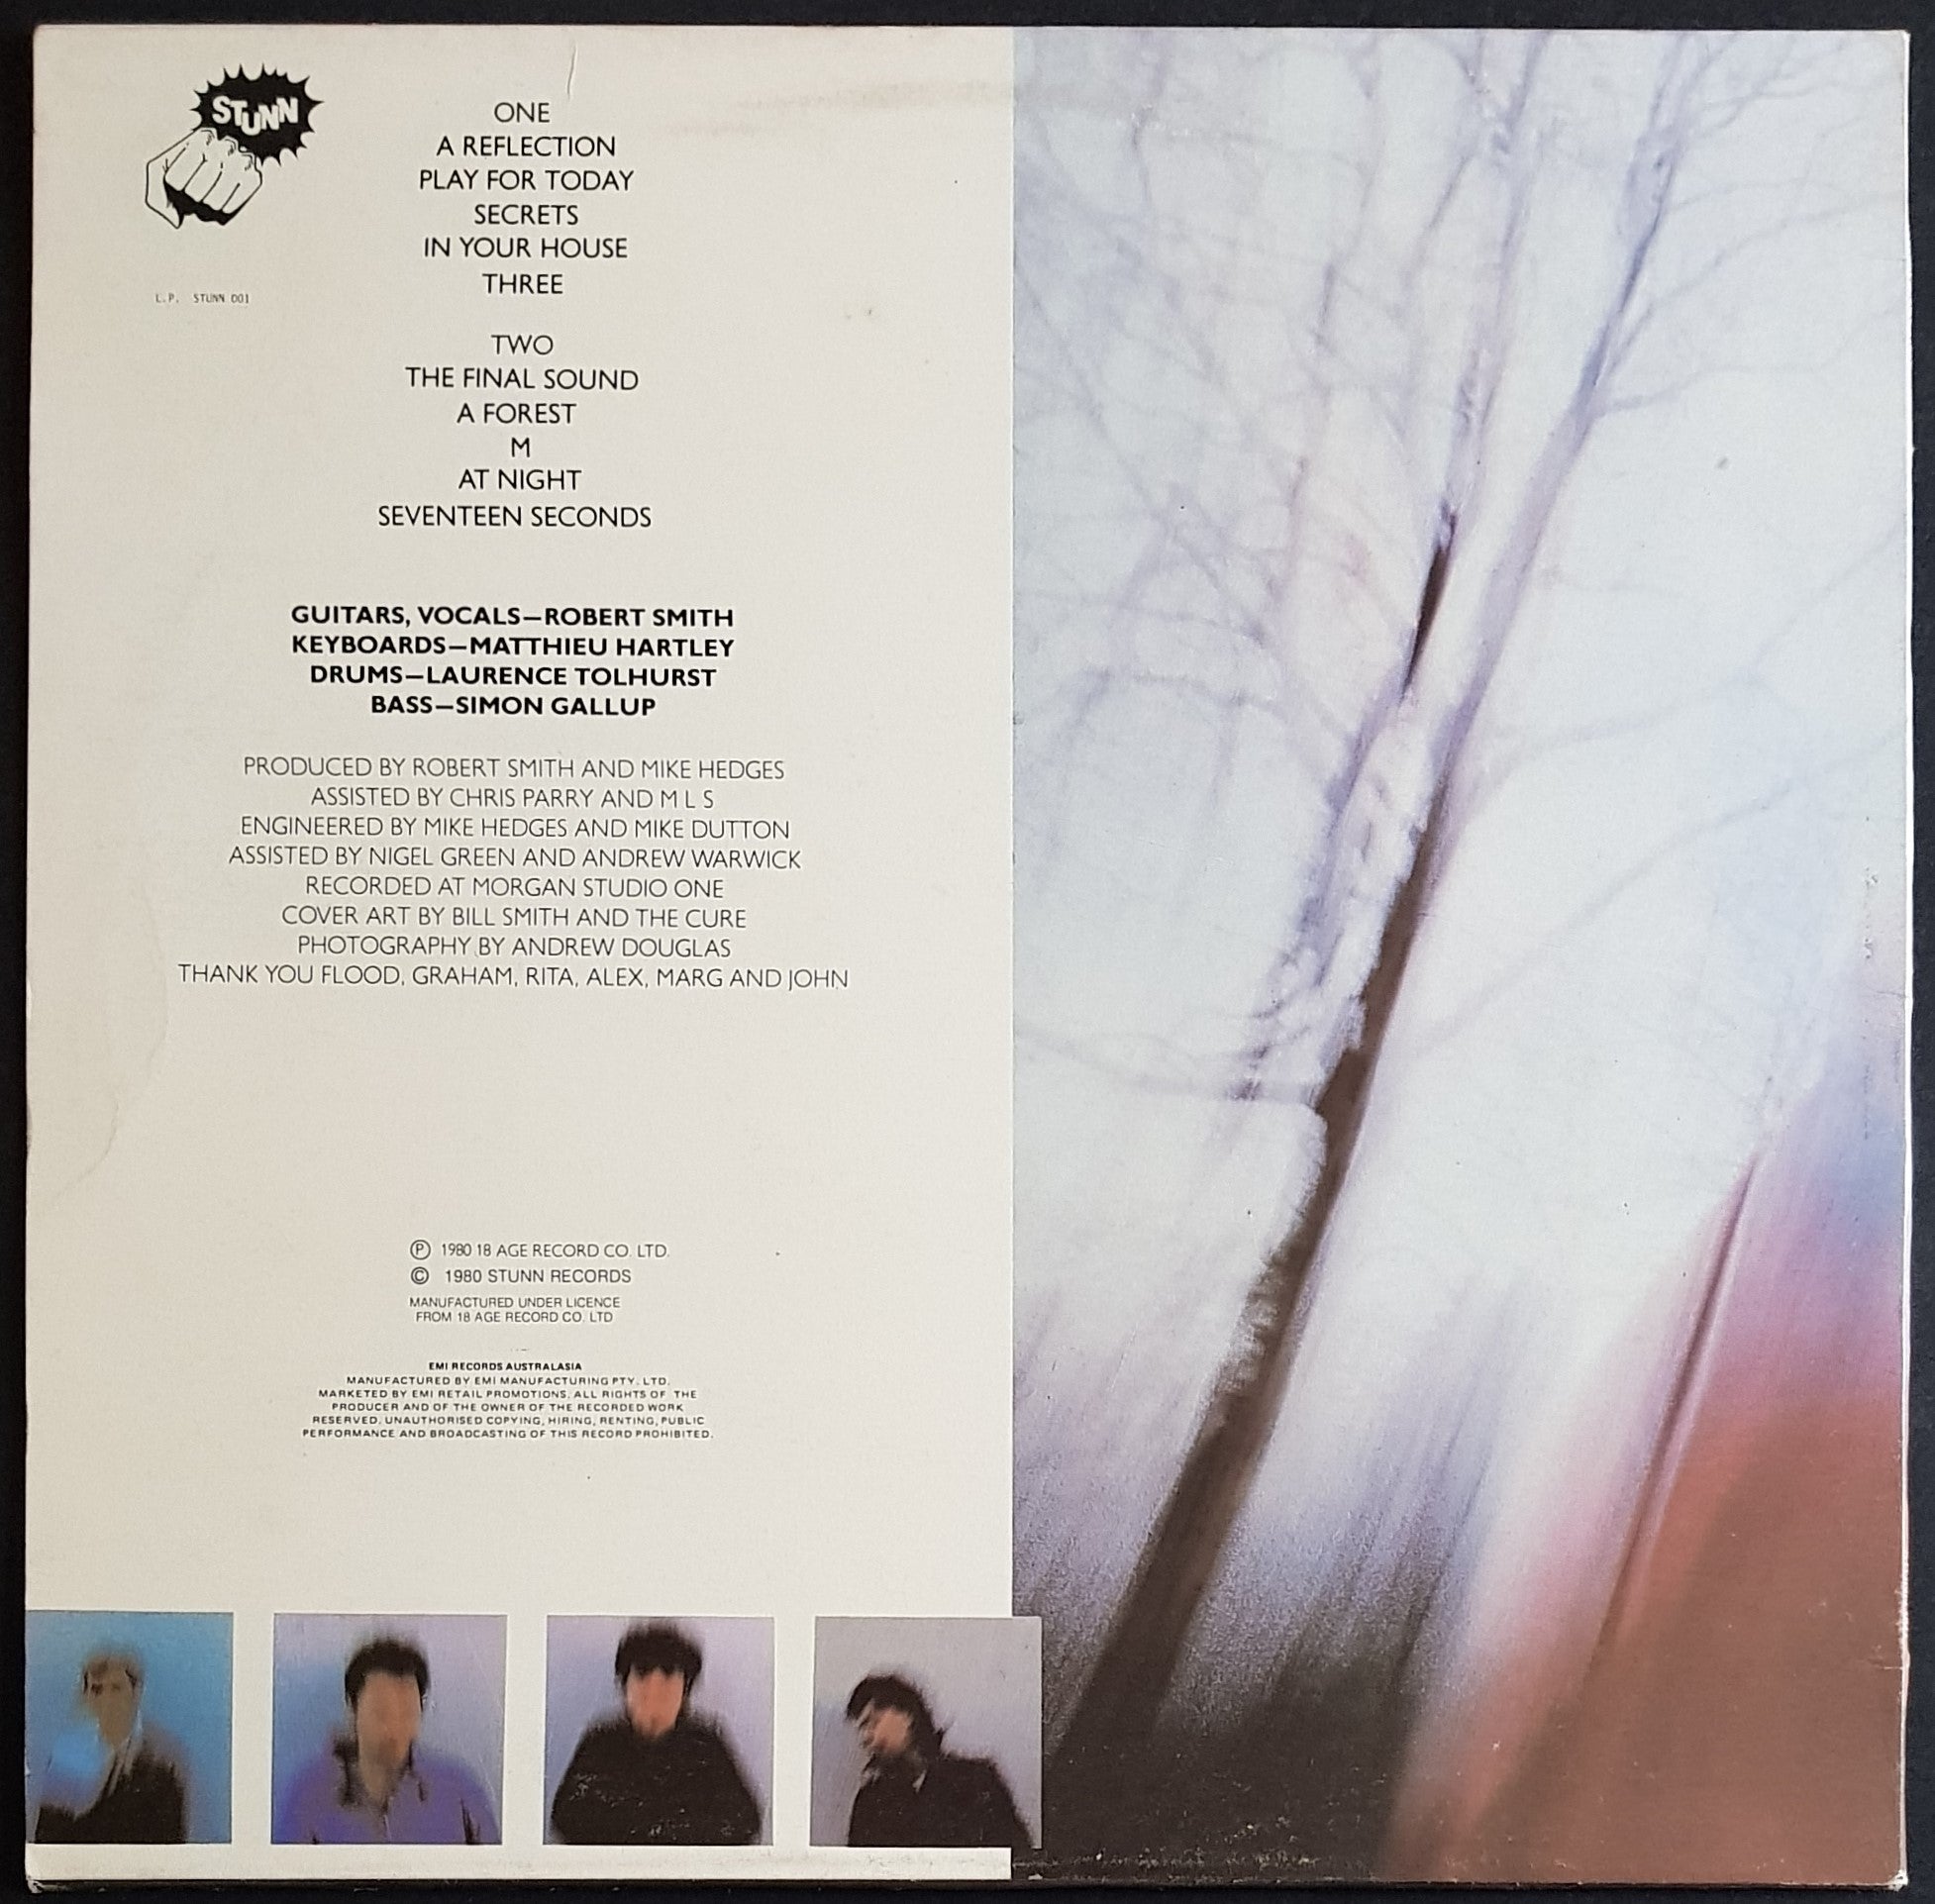 STUNN
L.P. STUNN 001
ONE
A REFLECTION
PLAY FOR TODAY
SECRETS
IN YOUR HOUSE
THREE
TWO
THE FINAL SOUND
A FOREST
M
AT NIGHT
SEVENTEEN SECONDS
GUITARS, VOCALS—ROBERT SMITH
KEYBOARDS—MATTHIEU HARTLEY
DRUMS—LAURENCE TOLHURST
BASS—SIMON GALLUP
PRODUCED BY ROBERT SMITH AND MIKE HEDGES
ASSISTED BY CHRIS PARRY AND M L S
ENGINEERED BY MIKE HEDGES AND MIKE DUTTON
ASSISTED BY NIGEL GREEN AND ANDREW WARWICK
RECORDED AT MORGAN STUDIO ONE
COVER ART BY BILL SMITH AND THE CURE
PHOTOGRAPHY BY ANDREW DOUGLAS
THANK YOU FLOOD, GRAHAM, RITA, ALEX, MARG AND JOHN
Ⓟ 1980 18 AGE RECORD CO. LTD.
© 1980 STUNN RECORDS
MANUFACTURED UNDER LICENCE
FROM 18 AGE RECORD CO. LTD
EMI RECORDS AUSTRALASIA
MANUFACTURED BY EMI MANUFACTURING PTY. LTD.
MARKETED BY EMI RETAIL PROMOTIONS. ALL RIGHTS OF THE
PRODUCER AND OF THE OWNER OF THE RECORDED WORK
RESERVED. UNAUTHORISED COPYING, HIRING, RENTING, PUBLIC
PERFORMANCE AND BROADCASTING OF THIS RECORD PROHIBITED.